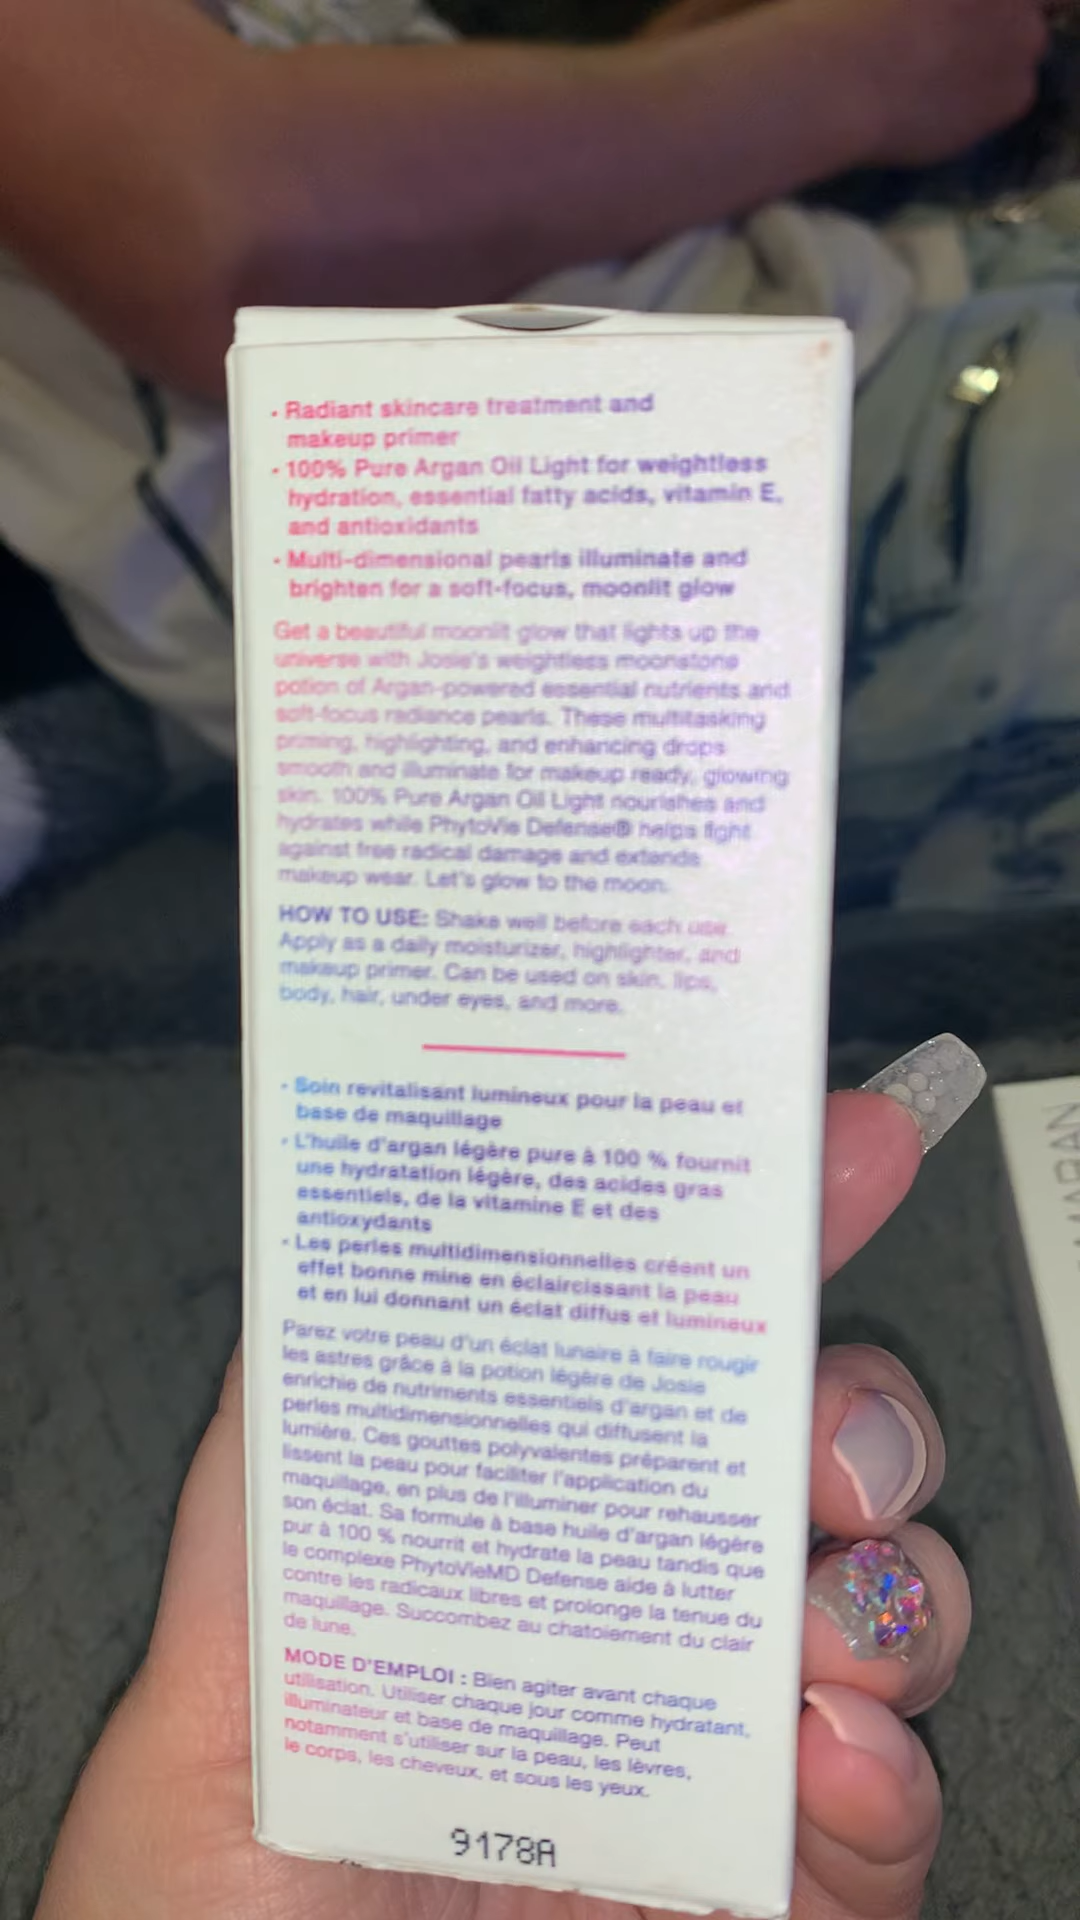 • Radiant skincare treatment and
makeup primer
• 100% Pure Argan Oil Light for weightless
hydration, essential fatty acids, vitamin E,
and antioxidants
• Multi-dimensional pearls illuminate and
brighten for a soft-focus, moonlit glow
Get a beautiful moonlit glow that lights up the
universe with Josie's weightless moonstone
potion of Argan-powered essential nutrients and
soft-focus radiance pearls. These multitasking
priming, highlighting, and enhancing drops
smooth and illuminate for makeup ready, glowing
skin. 100% Pure Argan Oil Light nourishes and
hydrates while PhytoVie Defense® helps fight
against free radical damage and extends
makeup wear. Let's glow to the moon.
HOW TO USE: Shake well before each use.
Apply as a daily moisturizer, highlighter, and
makeup primer. Can be used on skin, lips,
body, hair, under eyes, and more.
• Soin revitalisant lumineux pour la peau et
base de maquillage
• L'huile d'argan légère pure à 100 % fournit
une hydratation légère, des acides gras
essentiels, de la vitamine E et des
antioxydants
• Les perles multidimensionnelles créent un
effet bonne mine en éclaircissant la peau
et en lui donnant un éclat diffus et lumineux
Parez votre peau d'un éclat lunaire à faire rougir
les astres grâce à la potion légère de Josie
enrichie de nutriments essentiels d'argan et de
perles multidimensionnelles qui diffusent la
lumière. Ces gouttes polyvalentes préparent et
lissent la peau pour faciliter l'application du
maquillage, en plus de l'illuminer pour rehausser
son éclat. Sa formule à base huile d'argan légère
pur à 100 % nourrit et hydrate la peau tandis que
le complexe PhytoVieMD Defense aide à lutter
contre les radicaux libres et prolonge la tenue du
maquillage. Succombez au chatoiement du clair
de lune.
MODE D'EMPLOI : Bien agiter avant chaque
utilisation. Utiliser chaque jour comme hydratant,
illuminateur et base de maquillage. Peut
notamment s'utiliser sur la peau, les lèvres,
le corps, les cheveux, et sous les yeux.
9178A
MARAN